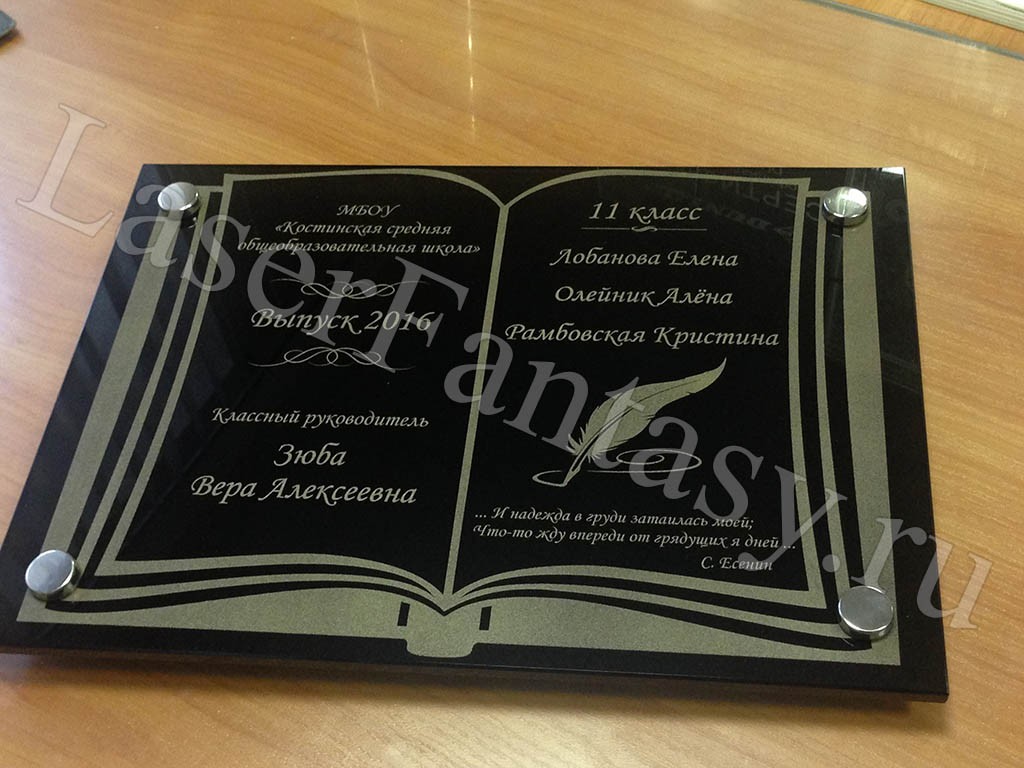 МБОУ
«Костинская средняя
общеобразовательная школа»
Выпуск 2016
Классный руководитель
Зюба
Вера Алексеевна
11 класс
Лобанова Елена
Олейник Алёна
Рамбовская Кристина
... И надежда в груди затаилась моей;
Что-то жду впереди от грядущих я дней ...
С. Есенин
LaserFantasy.ru